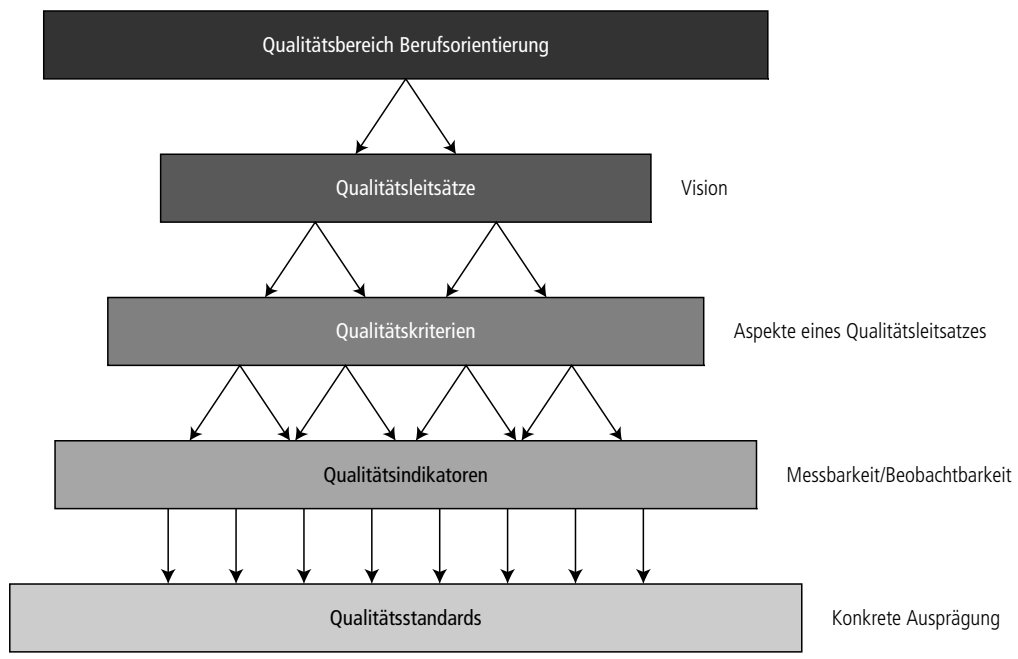 Qualitätsbereich Berufsorientierung
Qualitätsleitsätze
Vision
Qualitätskriterien
Aspekte eines Qualitätsleitsatzes
Qualitätsindikatoren
Messbarkeit/Beobachtbarkeit
Qualitätsstandards
Konkrete Ausprägung